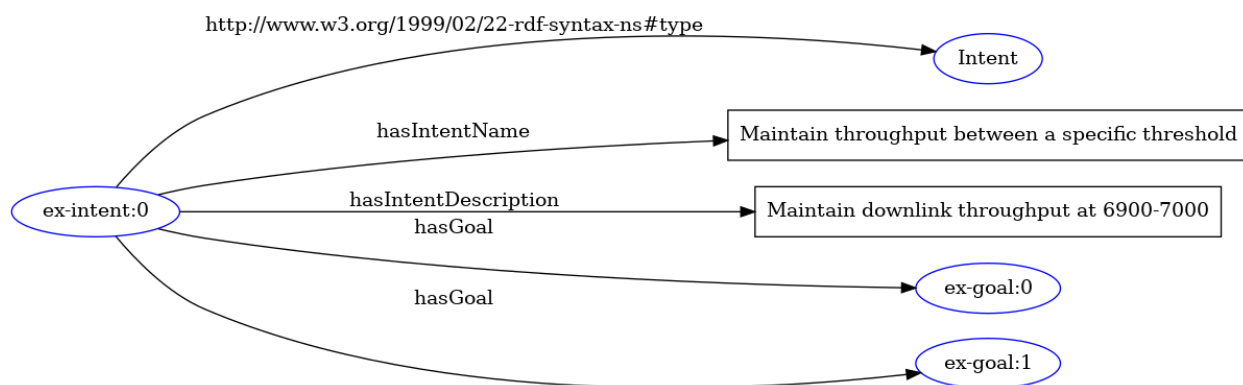 http://www.w3.org/1999/02/22-rdf-syntax-ns#type
Intent
hasIntentName
Maintain throughput between a specific threshold
ex-intent:0
hasIntentDescription
Maintain downlink throughput at 6900-7000
hasGoal
ex-goal:0
hasGoal
ex-goal:1